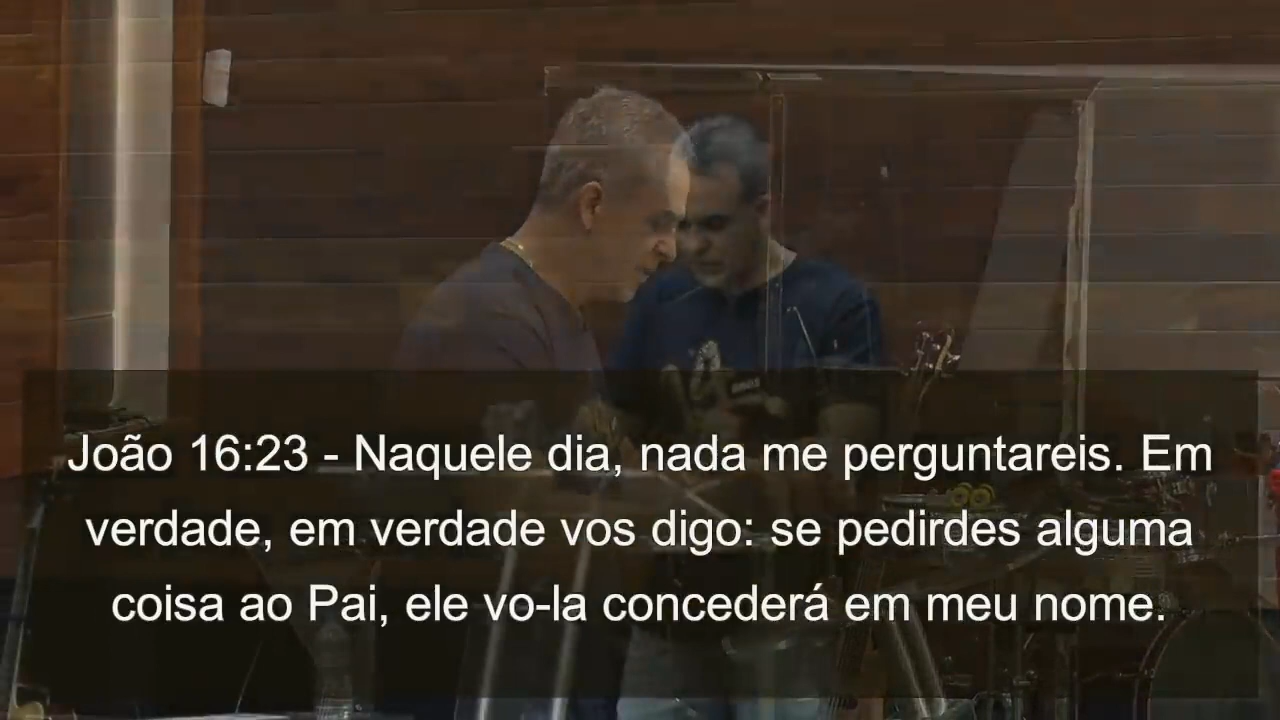 João 16:23 - Naquele dia, nada me perguntareis. Em
verdade, em verdade vos digo: se pedirdes alguma
coisa ao Pai, ele vo-la concederá em meu nome.